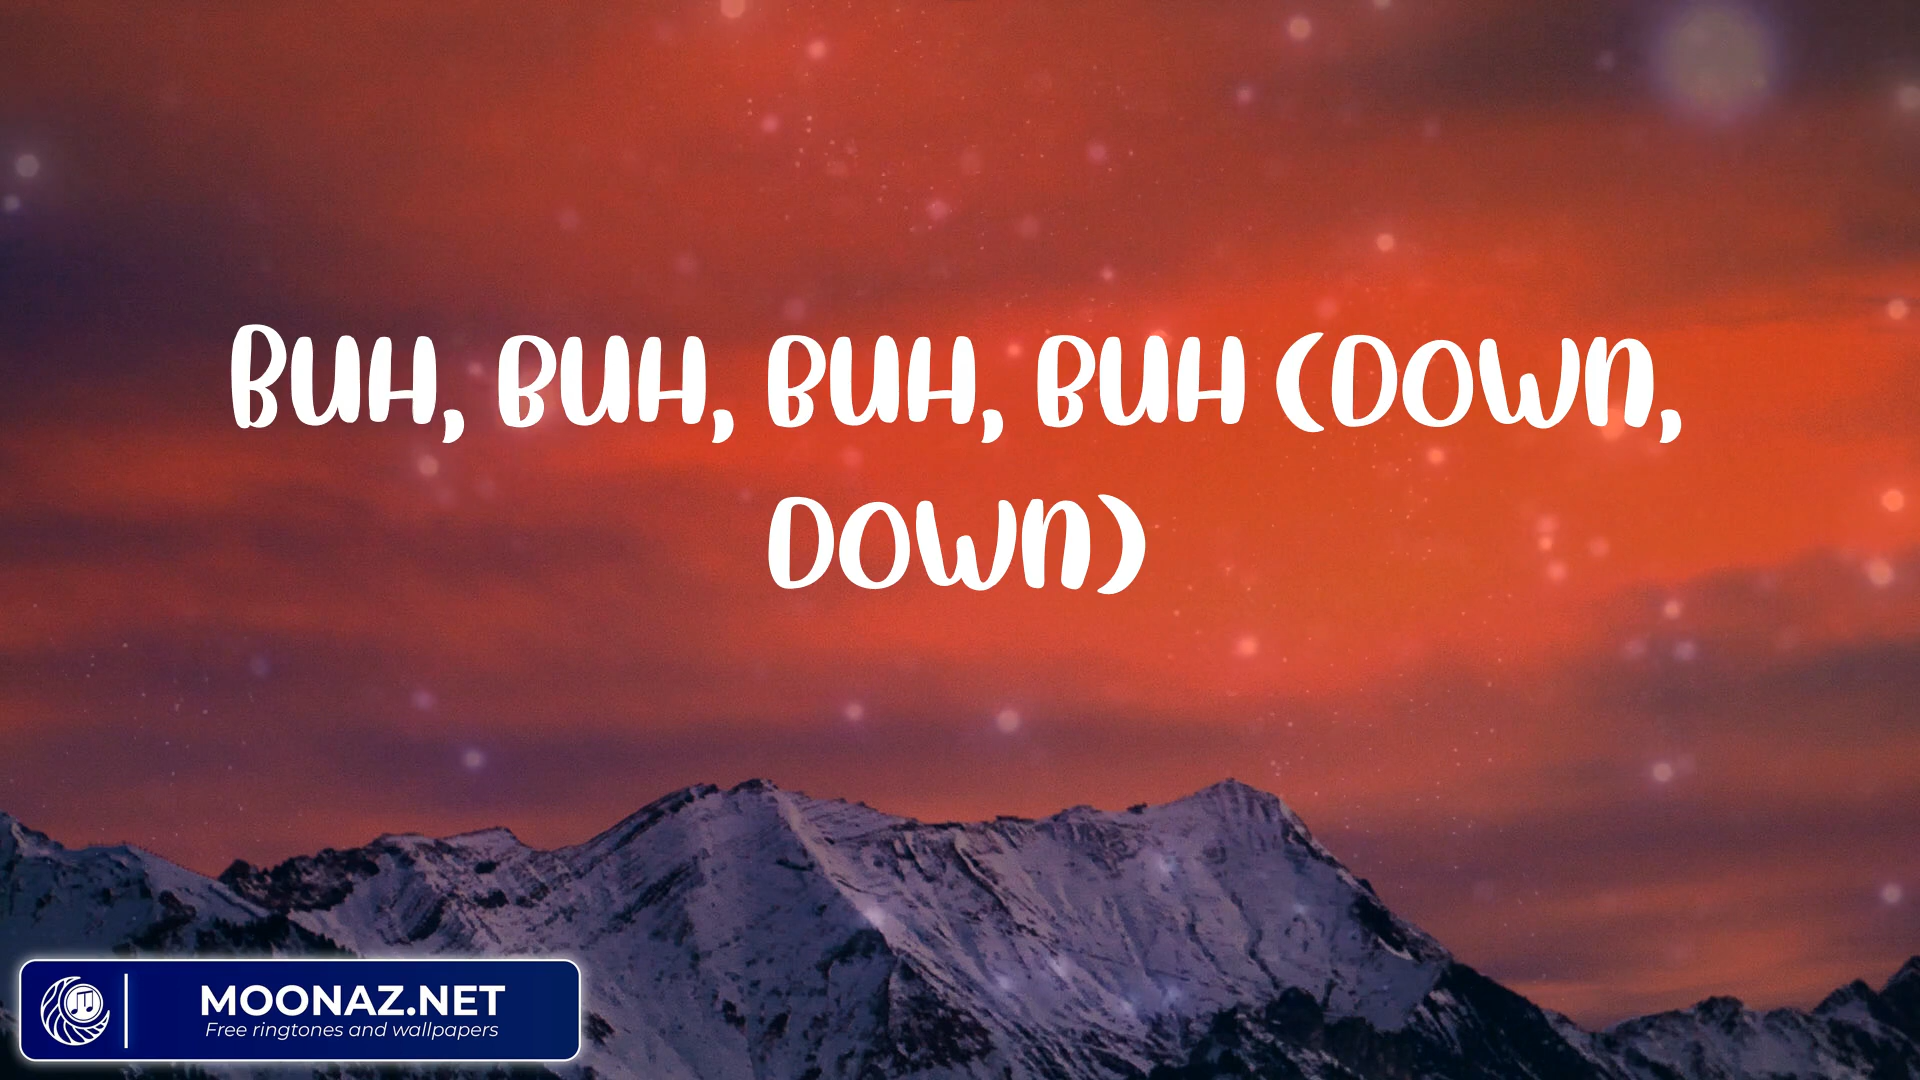 BUH, BUH, BUH, BUH (DOWN,
DOWN)
MOONAZ.NET
Free ringtones and wallpapers